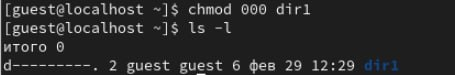 [guest@localhost ~]$ chmod 000 dir1
[guest@localhost ~]$ ls -l
итого 0
d---------. 2 guest guest 6 фев 29 12:29 dir1